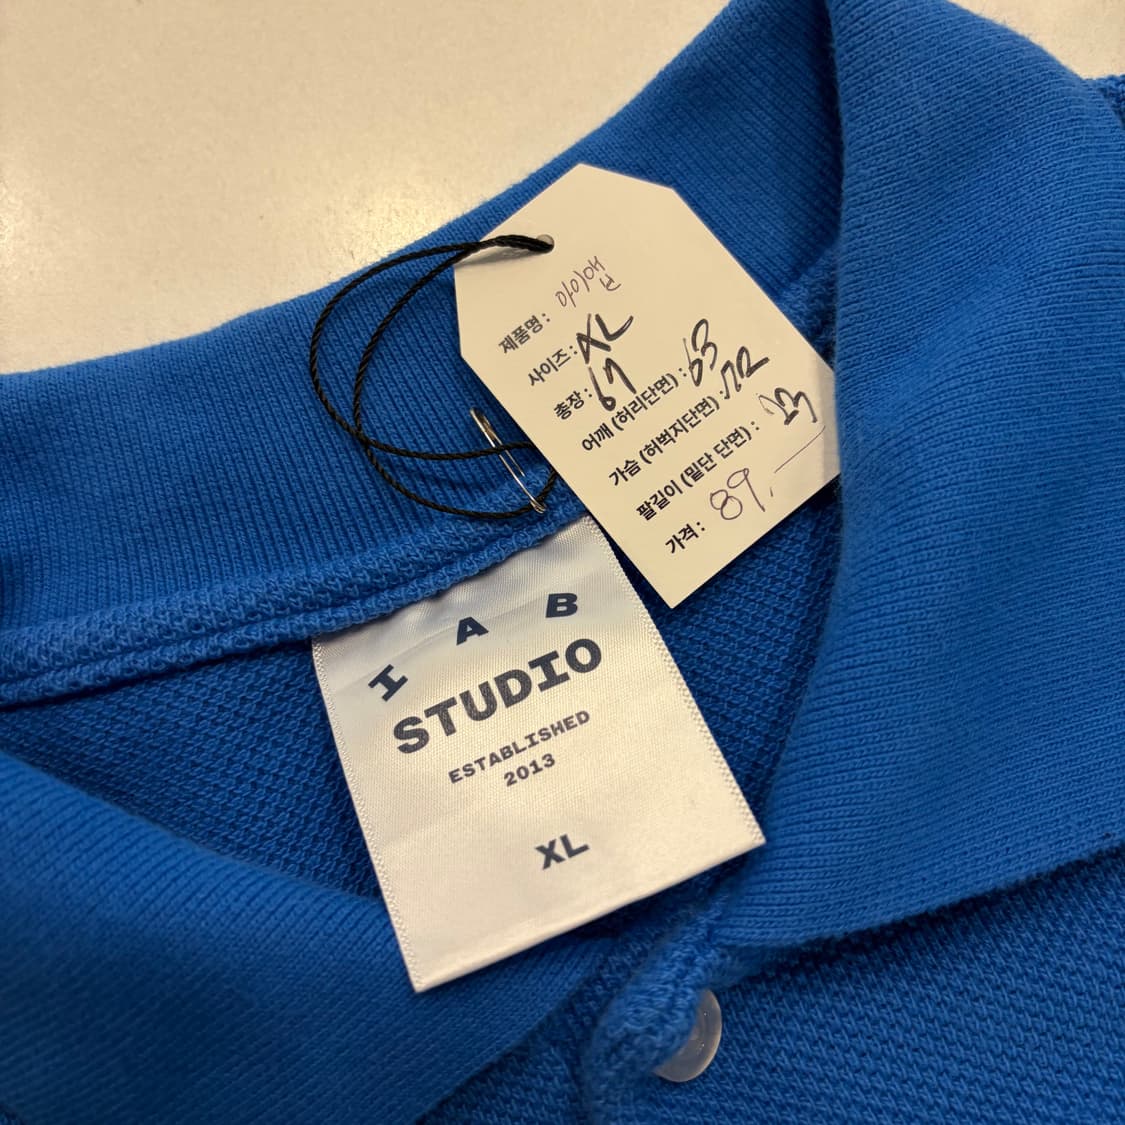 제품명: 아이앱
사이즈: XL
총장: 67
어깨 (허리단면): 63
가슴 (허벅지단면): 72
팔길이 (밑단 단면): 23
가격: 89,—
I A B
STUDIO
ESTABLISHED
2013
XL